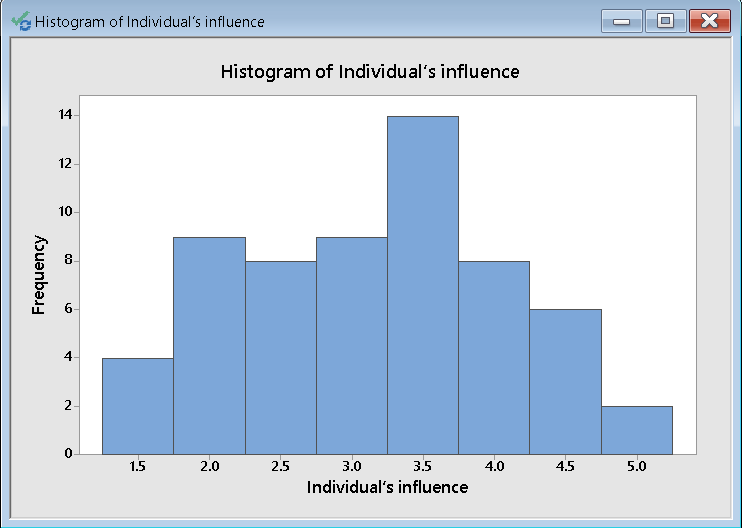 Histogram of Individual's influence
Histogram of Individual's influence
14
12
10
8
6
4
2
0
Frequency
1.5 2.0 2.5 3.0 3.5 4.0 4.5 5.0
Individual's influence